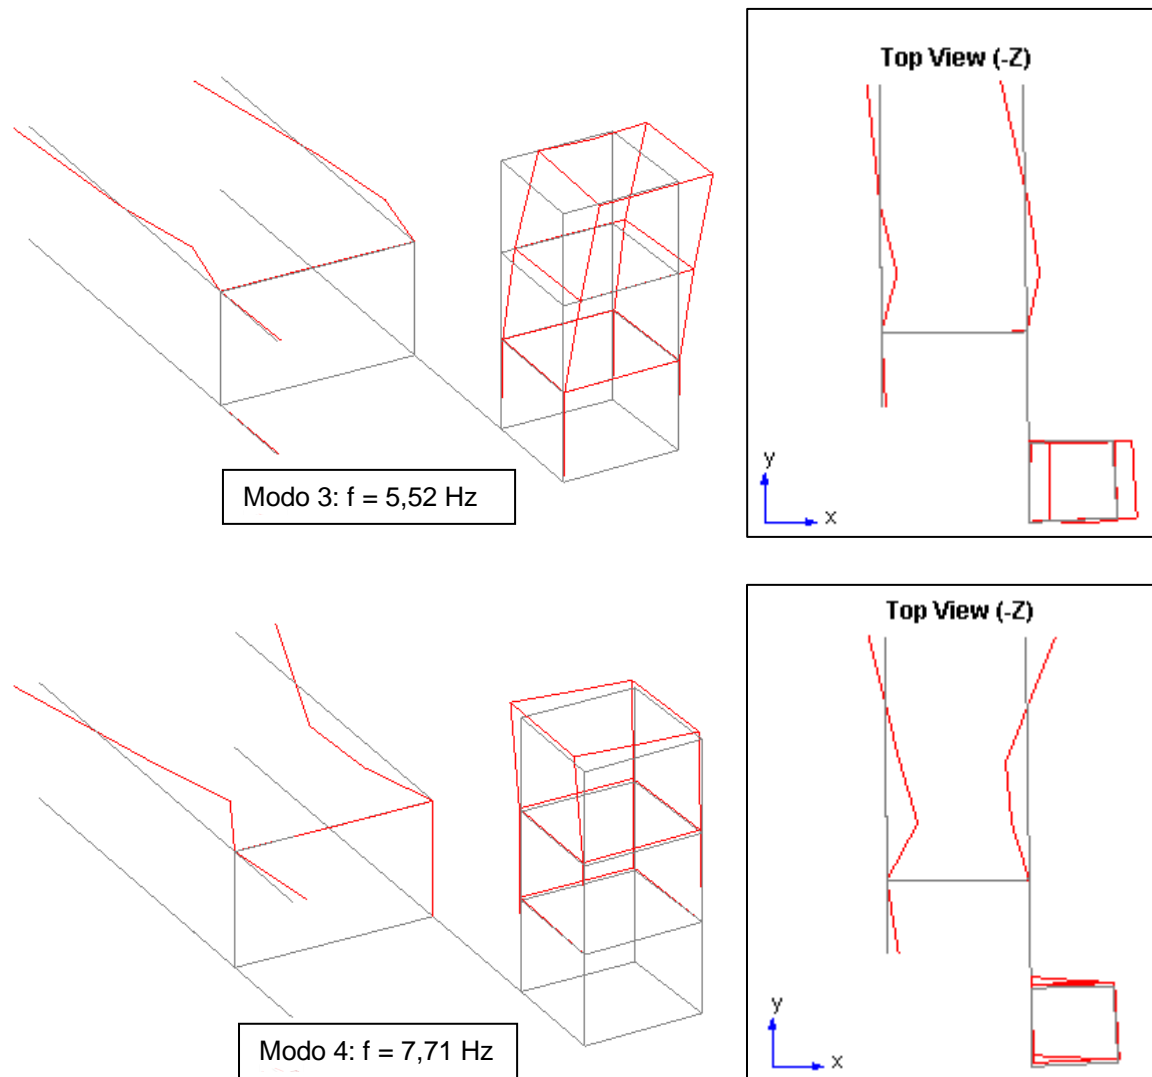 Top View (-Z)
y
x
Modo 3: f = 5,52 Hz
Top View (-Z)
y
x
Modo 4: f = 7,71 Hz